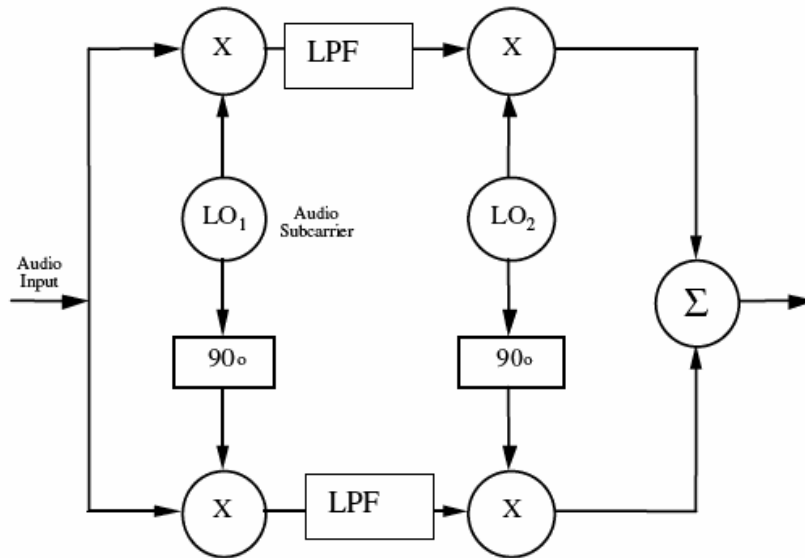 X
LPF
X
LO₁
Audio
Subcarrier
LO₂
Audio
Input
Σ
90o
90o
X
LPF
X